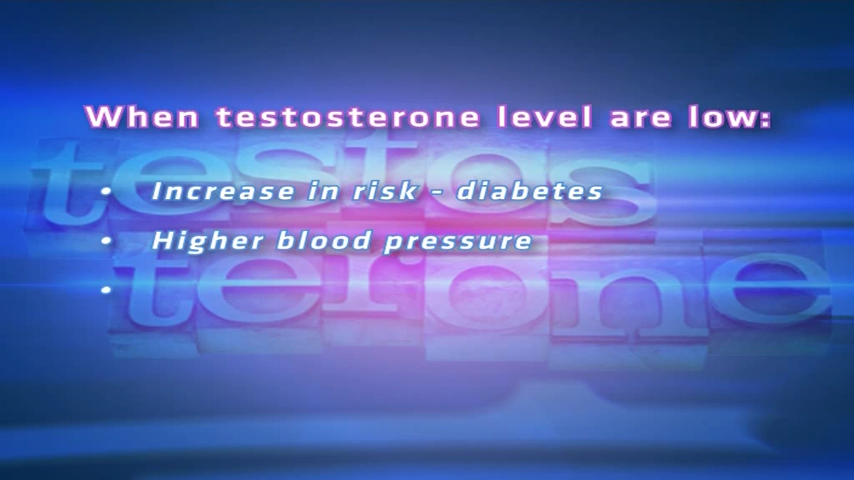 When testosterone level are low:
• Increase in risk - diabetes
• Higher blood pressure
•
testos
terone